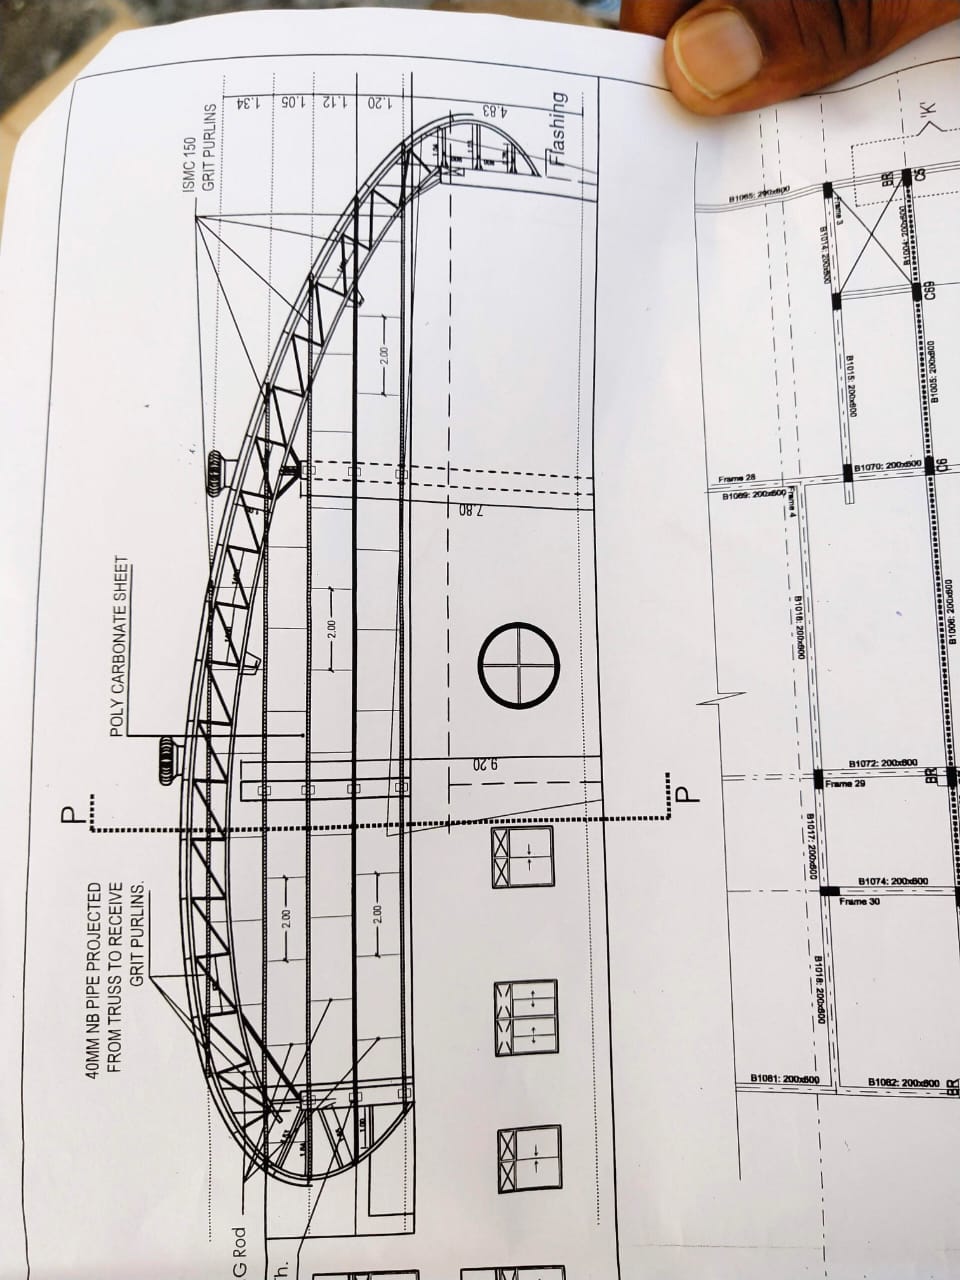 ISMC 150
GRIT PURLINS
1.34
1.05
1.12
1.20
4.83
Flashing
2.00
7.80
POLY CARBONATE SHEET
2.00
9.20
P
P
40MM NB PIPE PROJECTED
FROM TRUSS TO RECEIVE
GRIT PURLINS.
2.00
2.00
1.00
G Rod
h.
'K'
B1065: 200x600
Frame 3
BR
C5
B1014: 200x600
B1004: 200x600
C69
B1015: 200x600
B1005: 200x600
Frame 28
B1069: 200x600
Frame 4
B1070: 200x600
C6
B1016: 200x600
B1006: 200x600
B1072: 200x600
BR
Frame 29
B1017: 200x600
B1074: 200x600
Frame 30
B1018: 200x600
B1081: 200x600
B1082: 200x600
BR